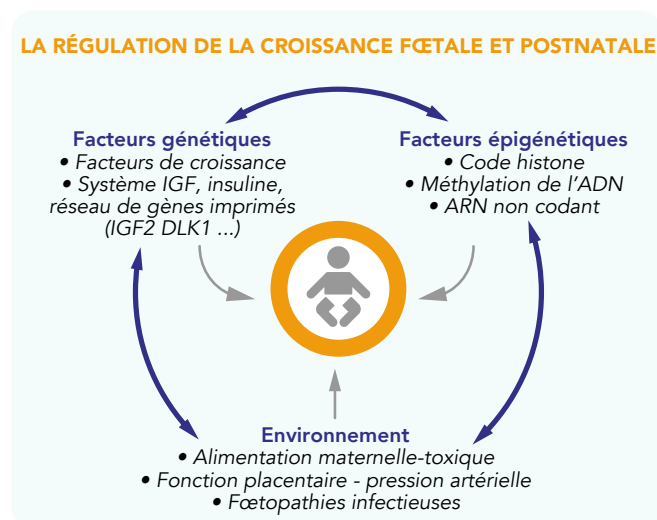 LA RÉGULATION DE LA CROISSANCE FŒTALE ET POSTNATALE
Facteurs génétiques
• Facteurs de croissance
• Système IGF, insuline,
réseau de gènes imprimés
(IGF2 DLK1 ...)
Facteurs épigénétiques
• Code histone
• Méthylation de l'ADN
• ARN non codant
Environnement
• Alimentation maternelle-toxique
• Fonction placentaire - pression artérielle
• Fœtopathies infectieuses